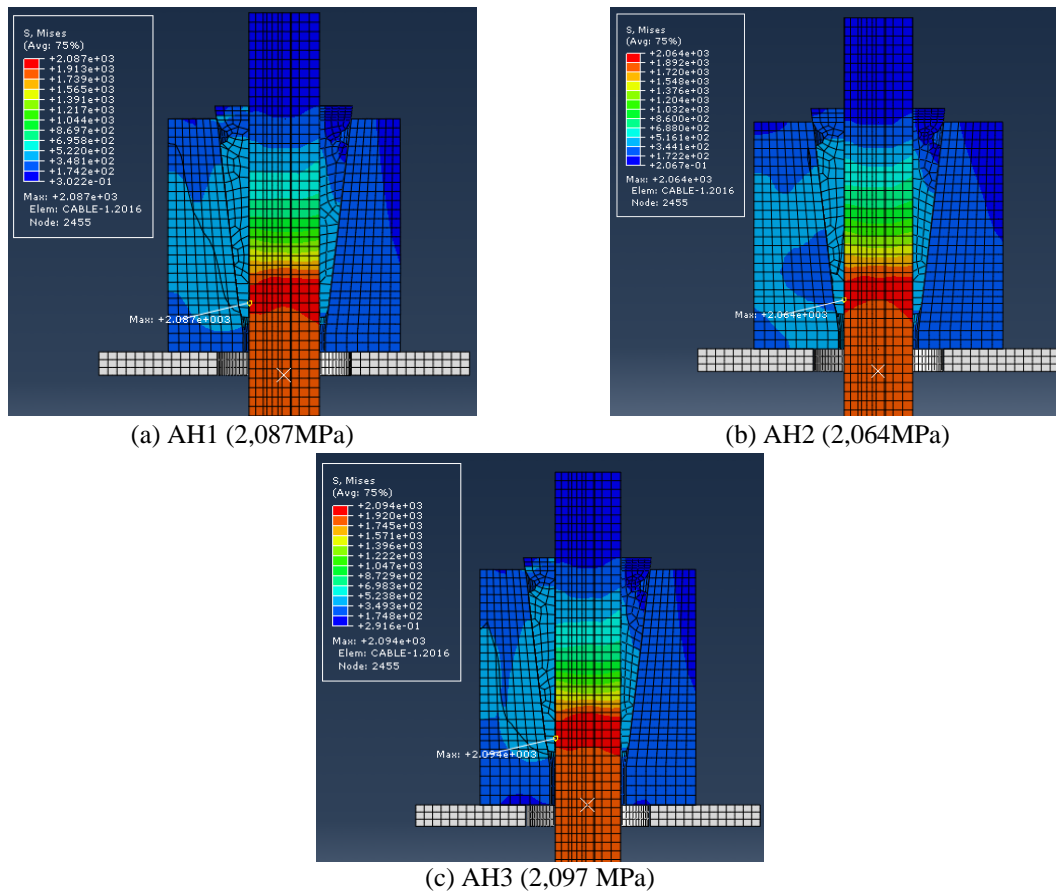 S, Mises
(Avg: 75%)
+2.087e+03
+1.913e+03
+1.739e+03
+1.565e+03
+1.391e+03
+1.217e+03
+1.044e+03
+8.697e+02
+6.958e+02
+5.220e+02
+3.481e+02
+1.742e+02
+3.022e-01
Max: +2.087e+03
Elem: CABLE-1.2016
Node: 2455
Max: +2.087e+003
(a) AH1 (2,087MPa)
S, Mises
(Avg: 75%)
+2.064e+03
+1.892e+03
+1.720e+03
+1.548e+03
+1.376e+03
+1.204e+03
+1.032e+03
+8.600e+02
+6.880e+02
+5.161e+02
+3.441e+02
+1.722e+02
+2.067e-01
Max: +2.064e+03
Elem: CABLE-1.2016
Node: 2455
Max: +2.064e+003
(b) AH2 (2,064MPa)
S, Mises
(Avg: 75%)
+2.094e+03
+1.920e+03
+1.745e+03
+1.571e+03
+1.396e+03
+1.222e+03
+1.047e+03
+8.729e+02
+6.983e+02
+5.238e+02
+3.493e+02
+1.748e+02
+2.916e-01
Max: +2.094e+03
Elem: CABLE-1.2016
Node: 2455
Max: +2.094e+003
(c) AH3 (2,097 MPa)